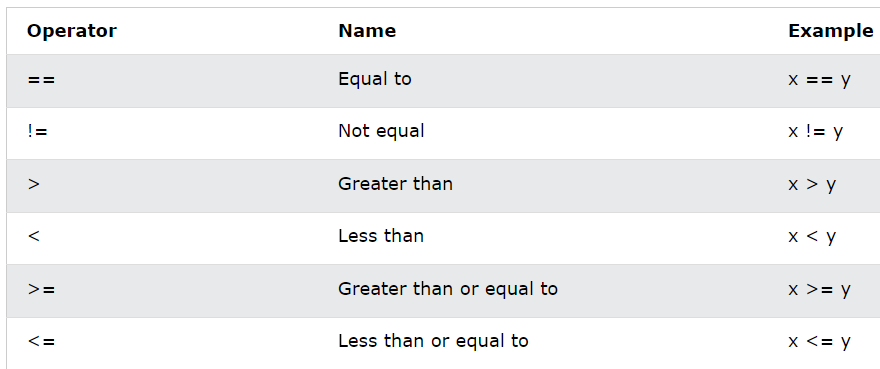 Operator Name Example
== Equal to x == y
!= Not equal x != y
> Greater than x > y
< Less than x < y
>= Greater than or equal to x >= y
<= Less than or equal to x <= y